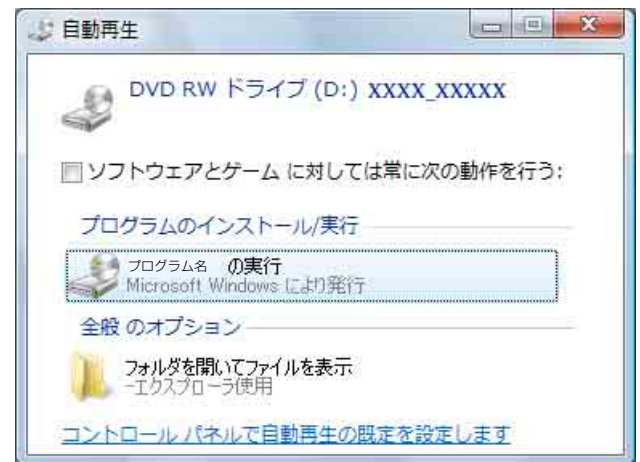 自動再生
DVD RW ドライブ (D:) XXXX_XXXXX
ソフトウェアとゲーム に対しては常に次の動作を行う:
プログラムのインストール/実行
プログラム名 の実行
Microsoft Windows により発行
全般 のオプション
フォルダを開いてファイルを表示
-エクスプローラ使用
コントロール パネルで自動再生の既定を設定します